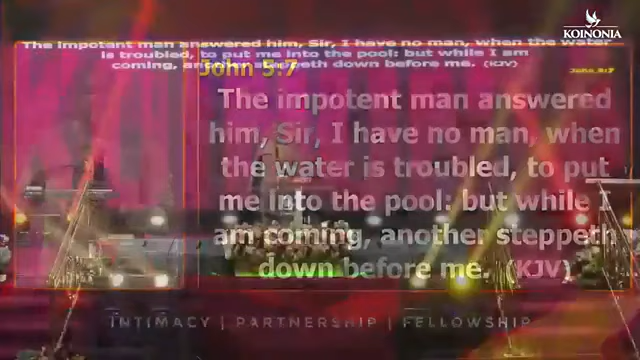 KOINONIA
The impotent man answered him, Sir, I have no man, when the water
is troubled, to put me into the pool: but while I am
coming, another steppeth down before me. (KJV)
John 5:7
John 5:7
The impotent man answered
him, Sir, I have no man, when
the water is troubled, to put
me into the pool: but while
am coming, another steppeth
down before me. (KJV)
INTIMACY | PARTNERSHIP | FELLOWSHIP